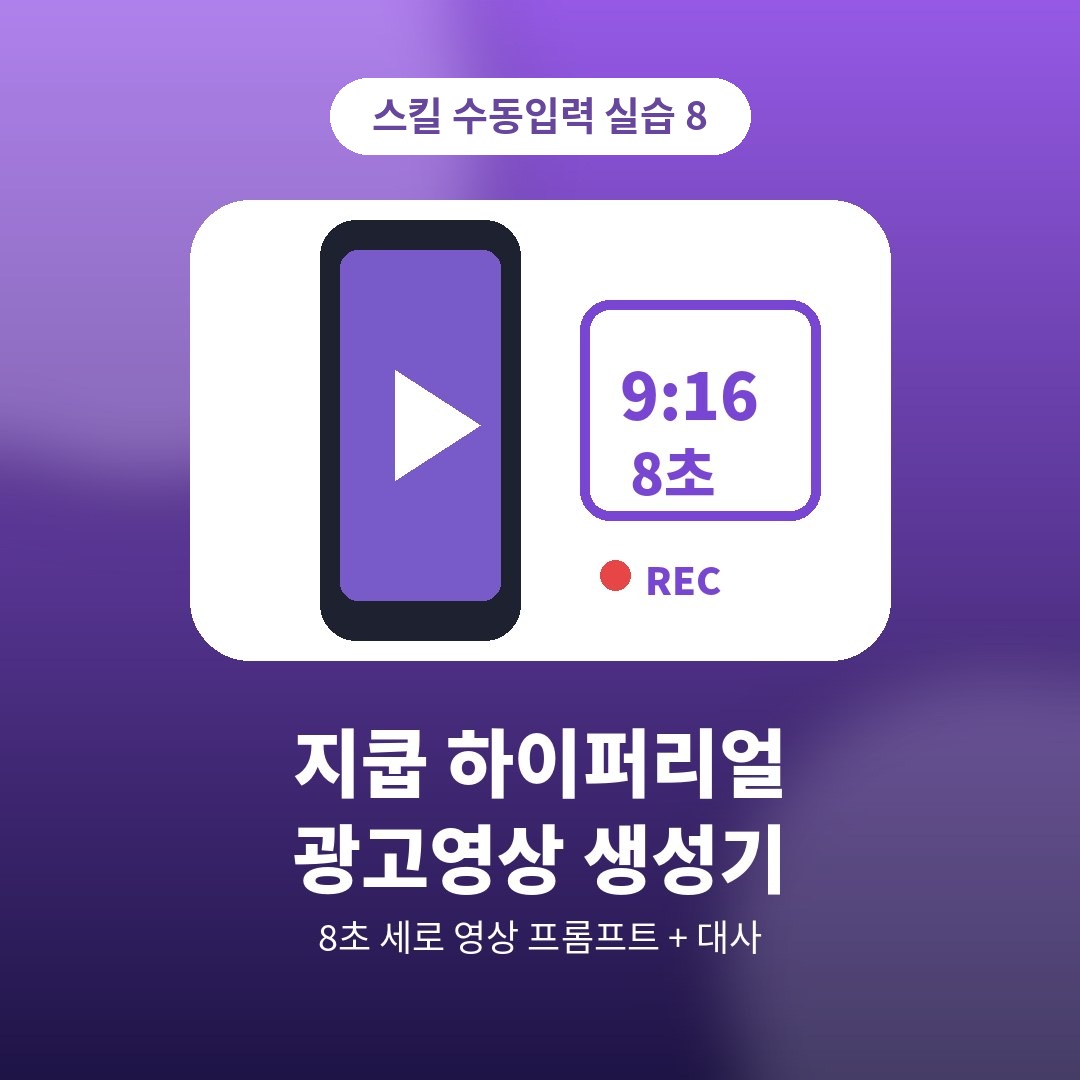 스킬 수동입력 실습 8
9:16
8초
REC
지쿱 하이퍼리얼
광고영상 생성기
8초 세로 영상 프롬프트 + 대사